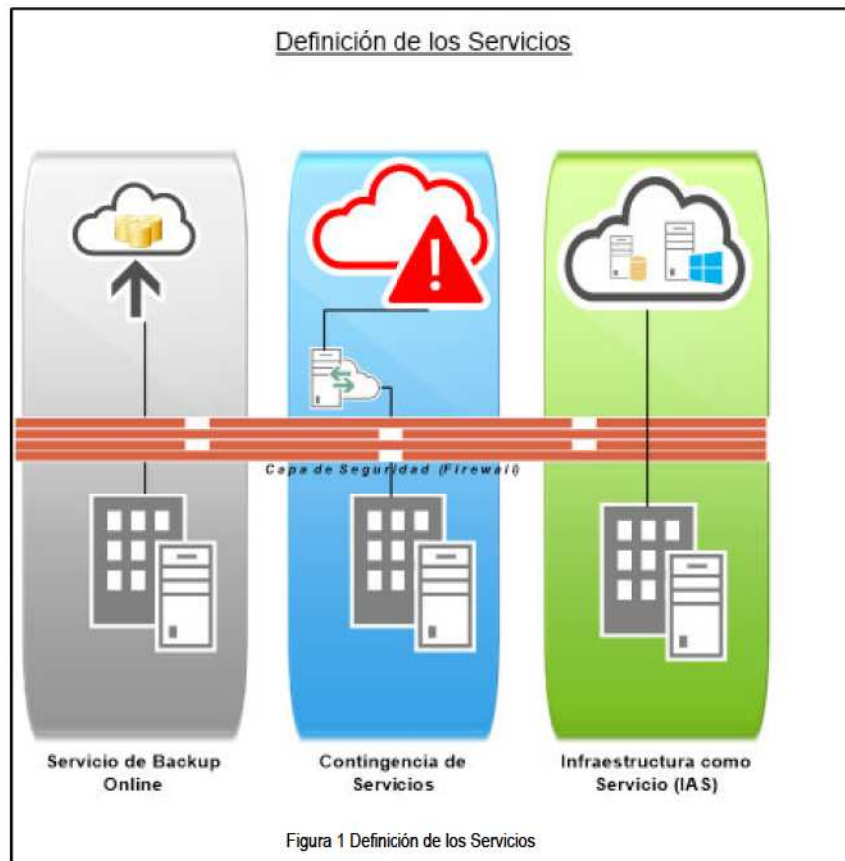 Definición de los Servicios
Capa de Seguridad (Firewall)
Servicio de Backup
Online
Contingencia de
Servicios
Infraestructura como
Servicio (IAS)
Figura 1 Definición de los Servicios